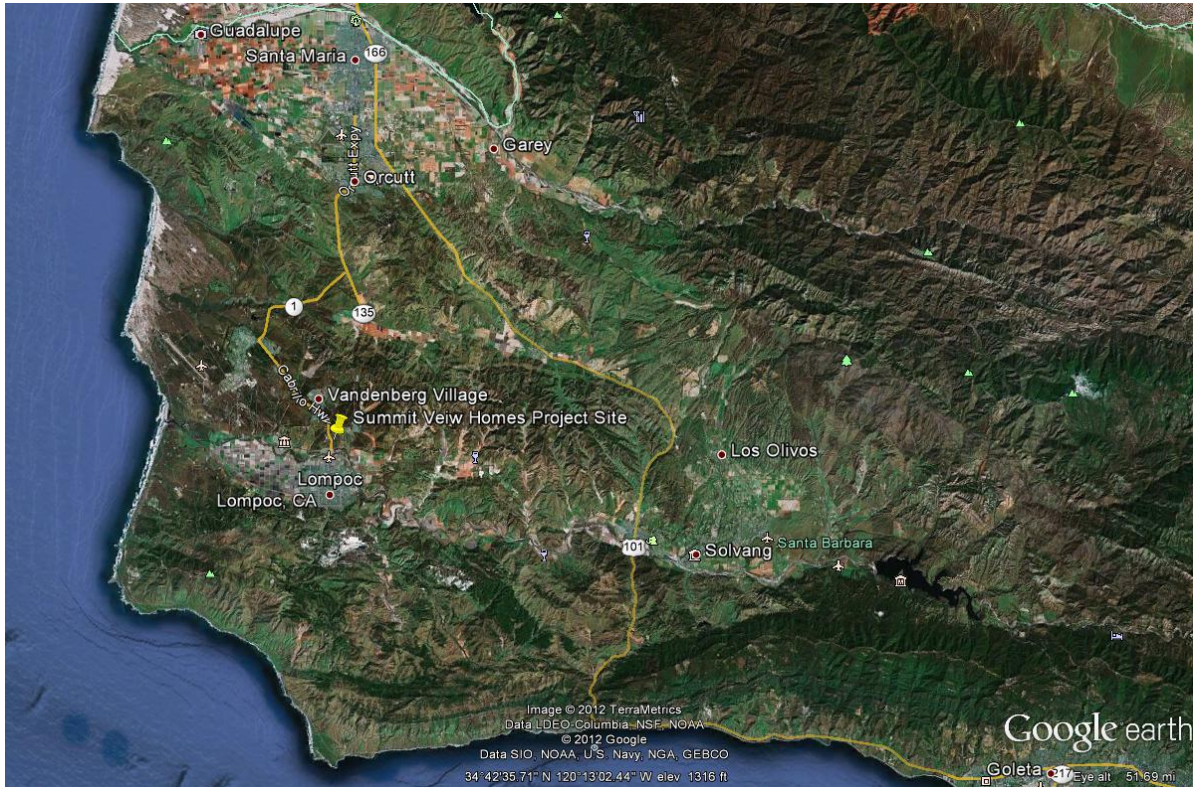 Guadalupe
Santa Maria
166
Orcutt Expy
Garey
Orcutt
1
135
Cabrillo Hwy
Vandenberg Village
Summit Veiw Homes Project Site
Los Olivos
Lompoc
Lompoc, CA
101
Solvang
Santa Barbara
Image © 2012 TerraMetrics
Data LDEO-Columbia, NSF, NOAA
© 2012 Google
Data SIO, NOAA, U.S. Navy, NGA, GEBCO
Google earth
34°42'35.71" N 120°13'02.44" W elev 1316 ft
Goleta
217
Eye alt 51.69 mi